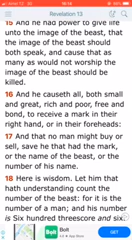 Revelation 13
15 And he had power to give life
unto the image of the beast, that
the image of the beast should
both speak, and cause that as
many as would not worship the
image of the beast should be
killed.
16 And he causeth all, both small
and great, rich and poor, free and
bond, to receive a mark in their
right hand, or in their foreheads:
17 And that no man might buy or
sell, save he that had the mark,
or the name of the beast, or the
number of his name.
18 Here is wisdom. Let him that
hath understanding count the
number of the beast: for it is the
number of a man; and his number
is Six hundred threescore and six.
Bolt
Bolt